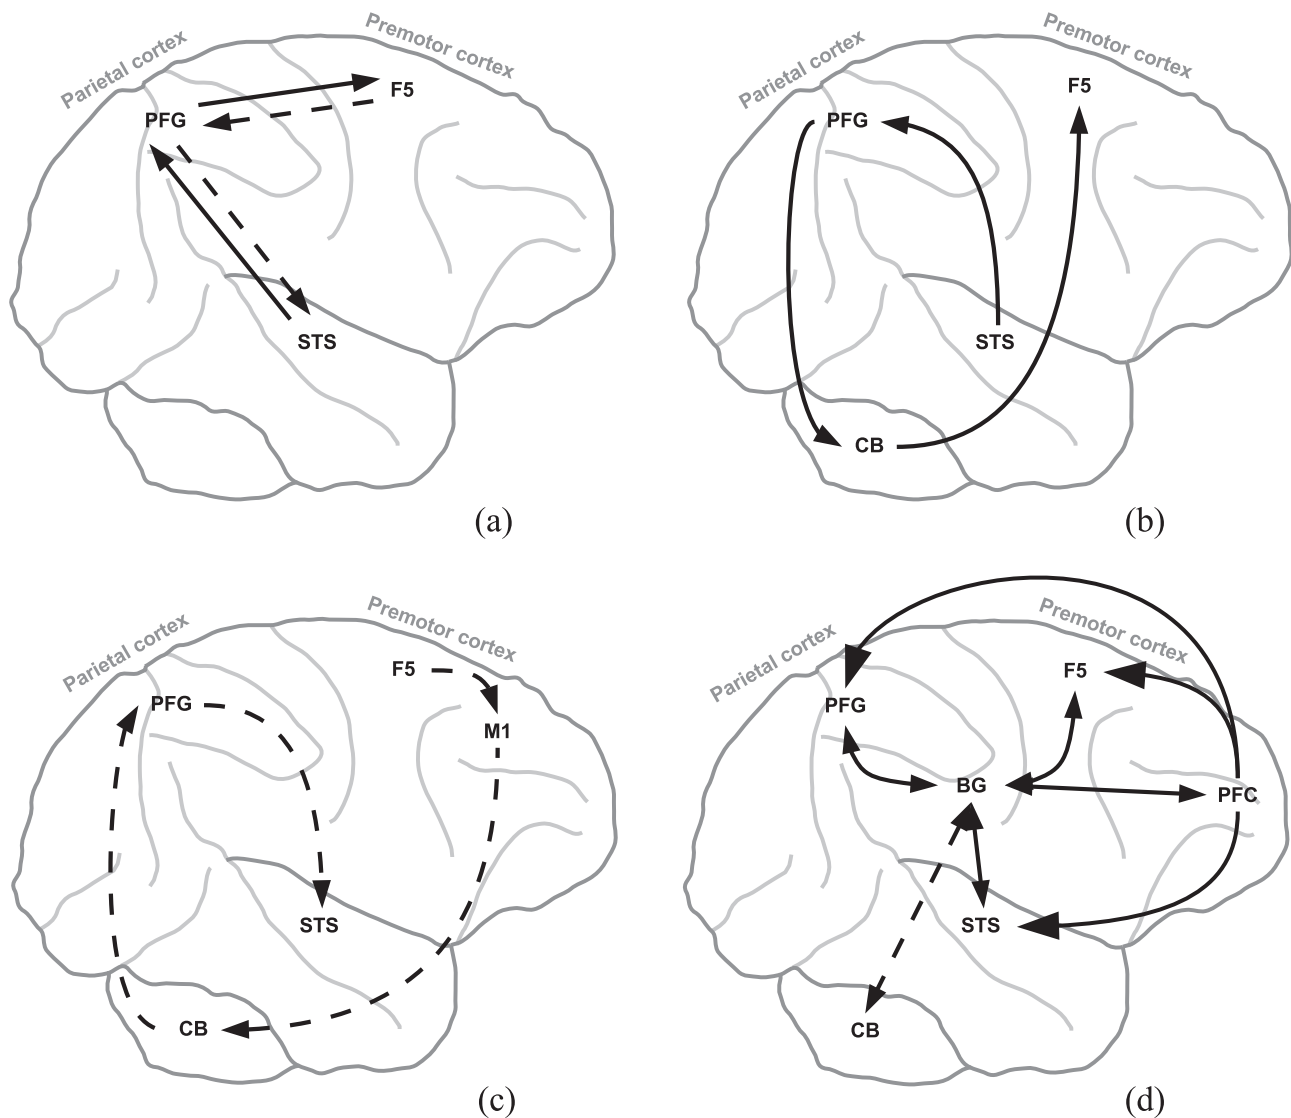 Parietal cortex
Premotor cortex
PFG
F5
STS
(a)
Parietal cortex
Premotor cortex
PFG
F5
STS
CB
(b)
Parietal cortex
Premotor cortex
F5
PFG
M1
STS
CB
(c)
Parietal cortex
Premotor cortex
F5
PFG
BG
PFC
STS
CB
(d)